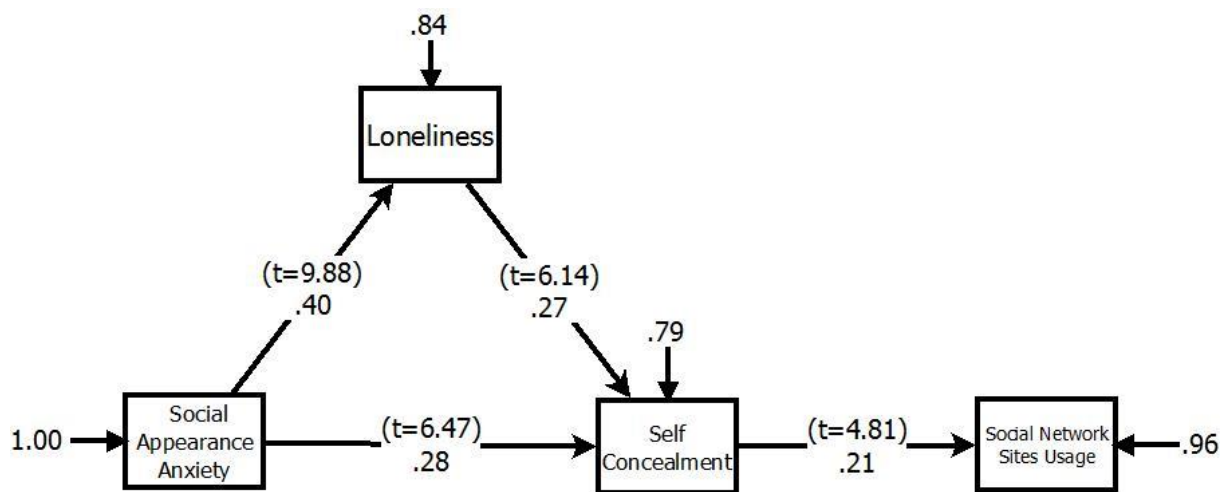 .84
Loneliness
(t=9.88)
.40
(t=6.14)
.27
.79
1.00
Social
Appearance
Anxiety
(t=6.47)
.28
Self
Concealment
(t=4.81)
.21
Social Network
Sites Usage
.96